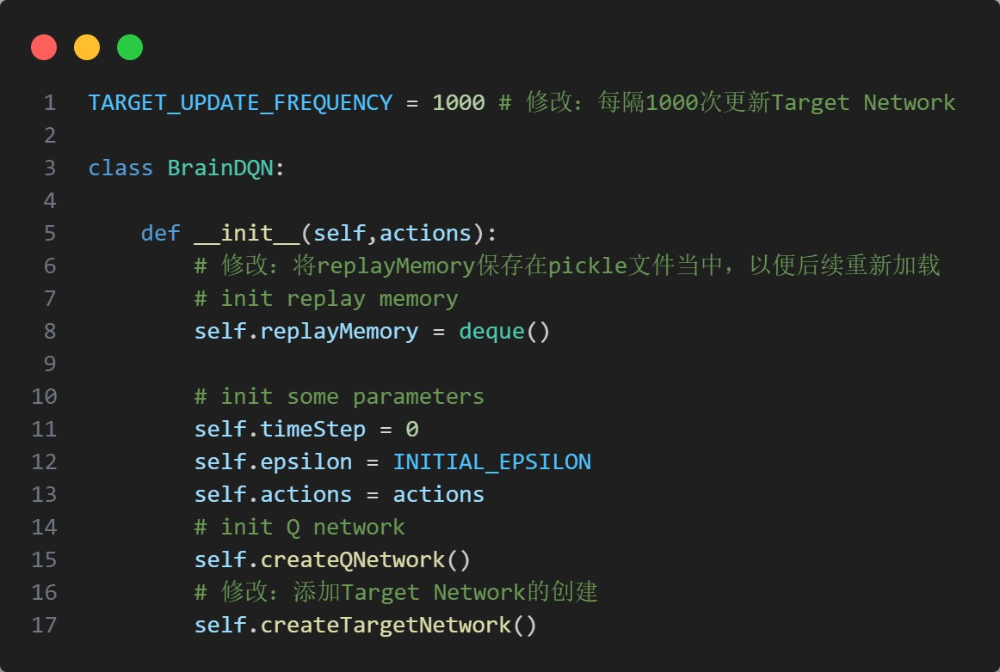 1 TARGET_UPDATE_FREQUENCY = 1000 # 修改：每隔1000次更新Target Network
2
3 class BrainDQN:
4
5     def __init__(self,actions):
6         # 修改：将replayMemory保存在pickle文件当中，以便后续重新加载
7         # init replay memory
8         self.replayMemory = deque()
9
10         # init some parameters
11         self.timeStep = 0
12         self.epsilon = INITIAL_EPSILON
13         self.actions = actions
14         # init Q network
15         self.createQNetwork()
16         # 修改：添加Target Network的创建
17         self.createTargetNetwork()